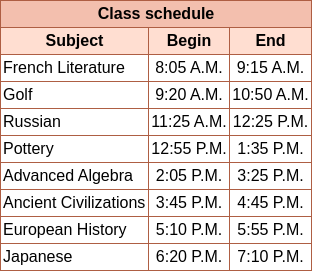 Class schedule
Subject Begin End
French Literature 8:05 A.M. 9:15 A.M.
Golf 9:20 A.M. 10:50 A.M.
Russian 11:25 A.M. 12:25 P.M.
Pottery 12:55 P.M. 1:35 P.M.
Advanced Algebra 2:05 P.M. 3:25 P.M.
Ancient Civilizations 3:45 P.M. 4:45 P.M.
European History 5:10 P.M. 5:55 P.M.
Japanese 6:20 P.M. 7:10 P.M.